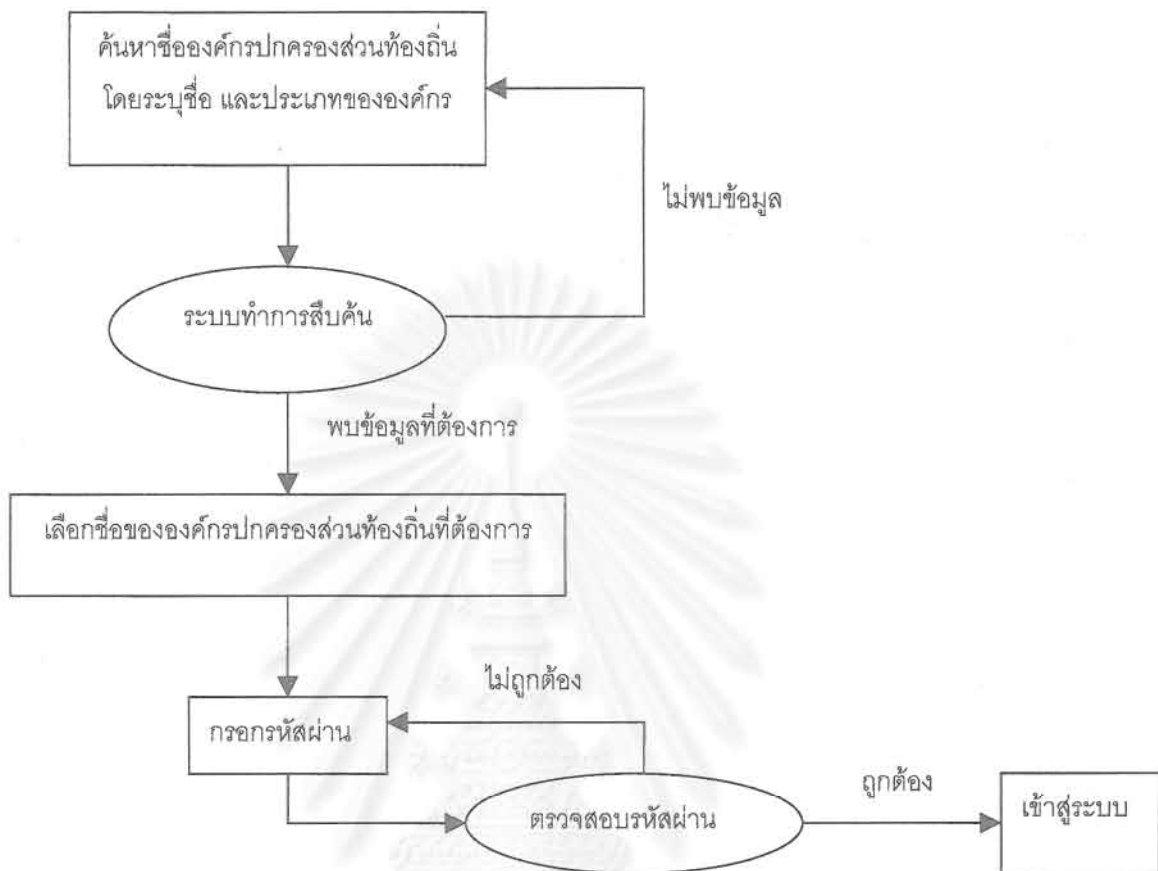 ค้นหาชื่อองค์กรปกครองส่วนท้องถิ่น
โดยระบุชื่อ และประเภทขององค์กร
ไม่พบข้อมูล
ระบบทำการสืบค้น
พบข้อมูลที่ต้องการ
เลือกชื่อขององค์กรปกครองส่วนท้องถิ่นที่ต้องการ
ไม่ถูกต้อง
กรอกรหัสผ่าน
ถูกต้อง
ตรวจสอบรหัสผ่าน
เข้าสู่ระบบ